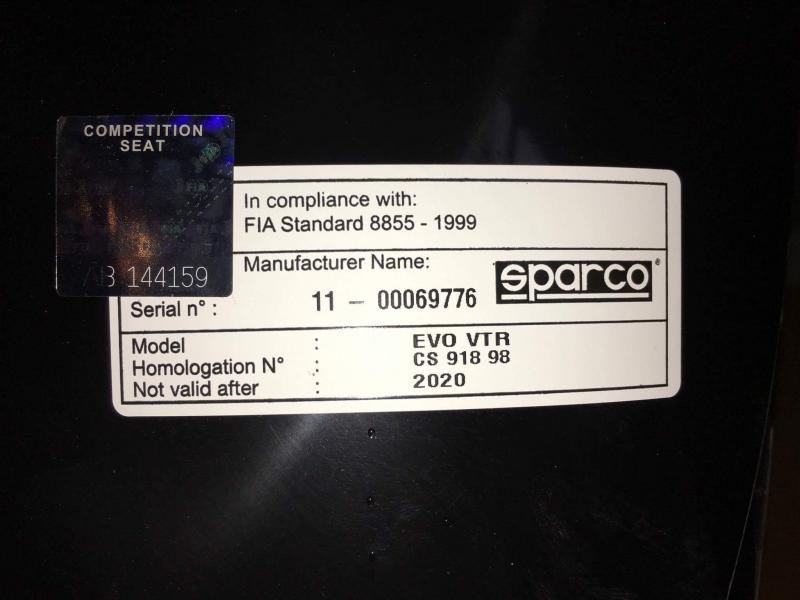 COMPETITION
SEAT
AB 144159
In compliance with:
FIA Standard 8855 - 1999
Manufacturer Name:
sparco®
Serial n° : 11 - 00069776
Model : EVO VTR
Homologation N° : CS 918 98
Not valid after : 2020